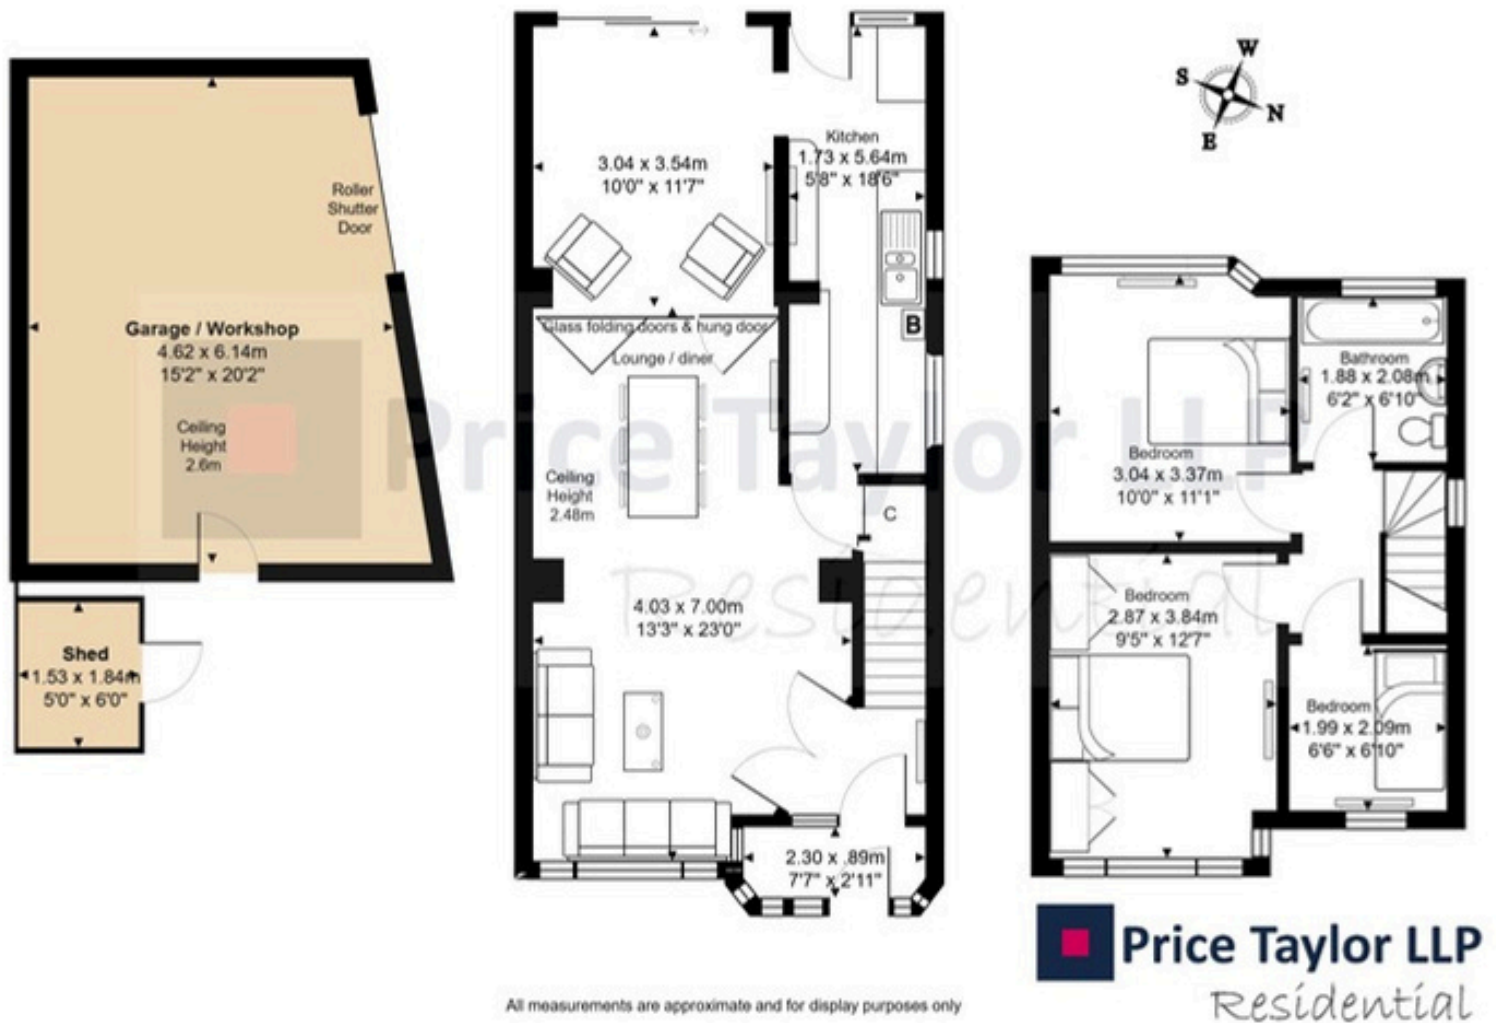 Roller
Shutter
Door
Garage / Workshop
4.62 x 6.14m
15'2" x 20'2"
Ceiling
Height
2.6m
Shed
1.53 x 1.84m
5'0" x 6'0"
3.04 x 3.54m
10'0" x 11'7"
Kitchen
1.73 x 5.64m
5'8" x 18'6"
B
Glass folding doors & hung door
Lounge / diner
Ceiling
Height
2.48m
C
4.03 x 7.00m
13'3" x 23'0"
2.30 x .89m
7'7" x 2'11"
W
S
N
E
Bathroom
1.88 x 2.08m
6'2" x 6'10"
Bedroom
3.04 x 3.37m
10'0" x 11'1"
Bedroom
2.87 x 3.84m
9'5" x 12'7"
Bedroom
1.99 x 2.09m
6'6" x 6'10"
Price Taylor LLP
Residential
Price Taylor LLP
Residential
All measurements are approximate and for display purposes only